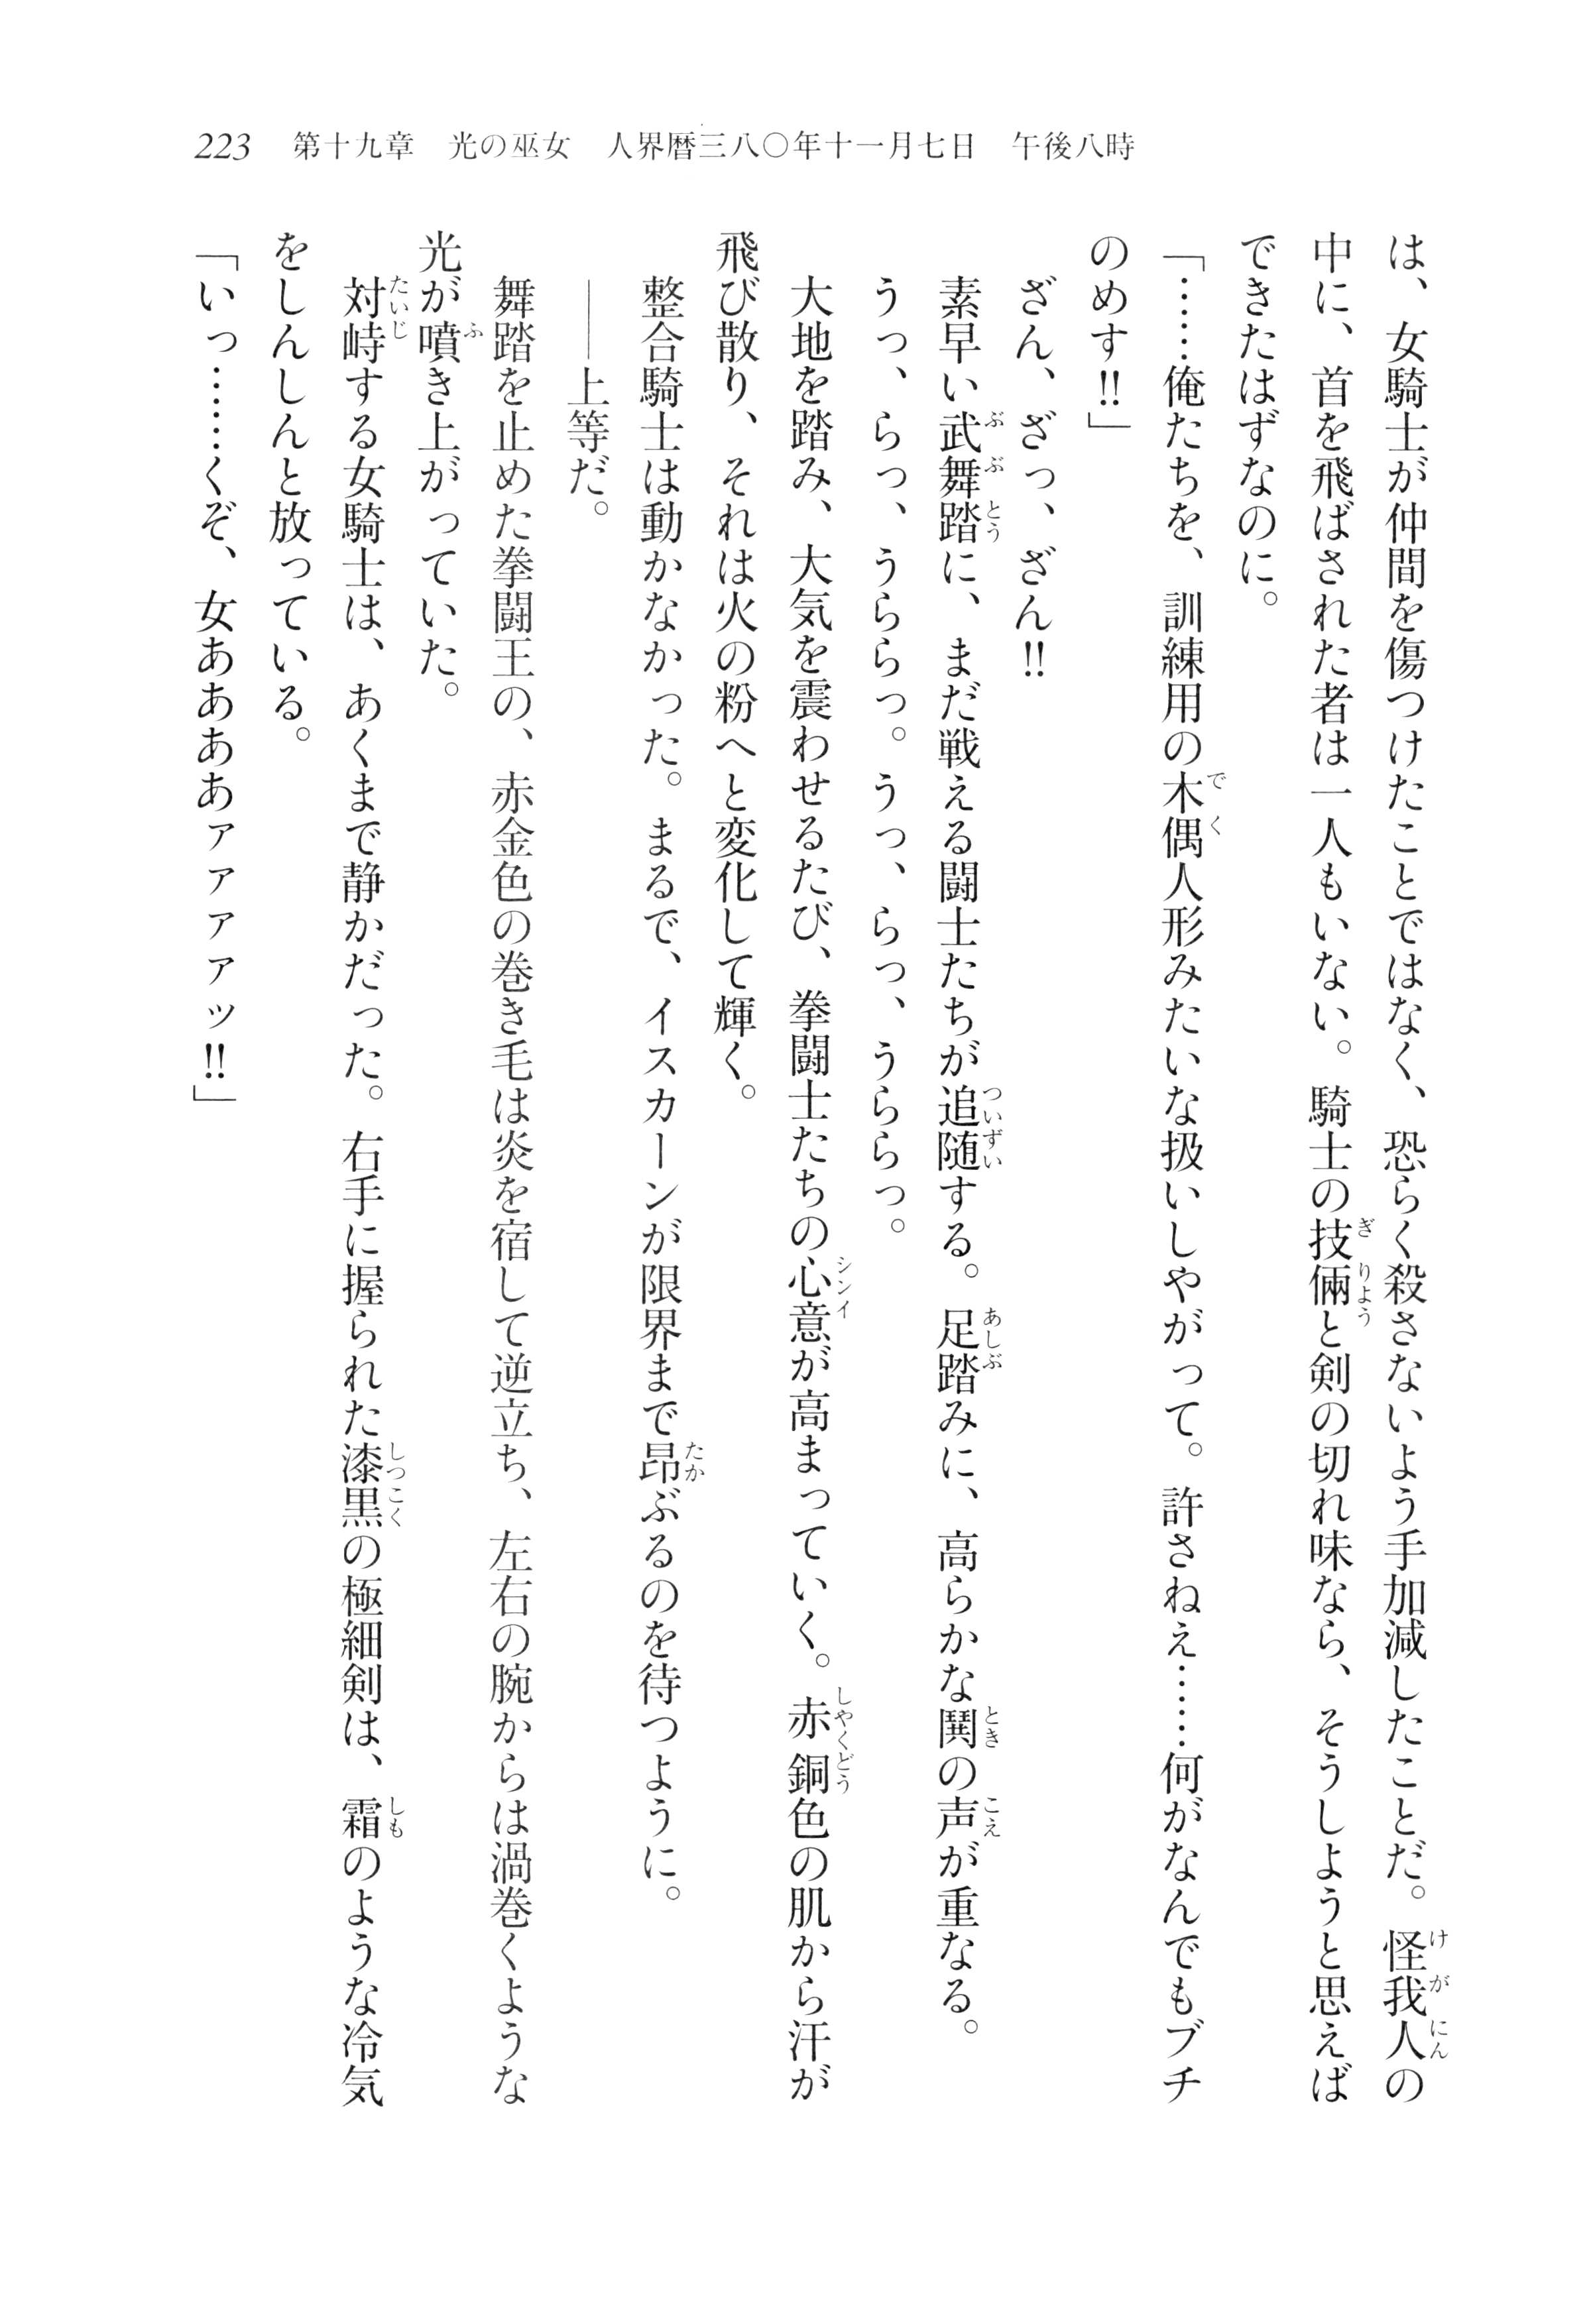 223　第十九章　光の巫女　人界暦三八〇年十一月七日　午後八時
は、女騎士が仲間を傷つけたことではなく、恐らく殺さないよう手加減したことだ。怪我人の
中に、首を飛ばされた者は一人もいない。騎士の技倆と剣の切れ味なら、そうしようと思えば
できたはずなのに。
「……俺たちを、訓練用の木偶人形みたいな扱いしやがって。許さねえ……何がなんでもブチ
のめす!!」
　ざん、ざっ、ざん!!
　素早い武舞踏に、まだ戦える闘士たちが追随する。足踏みに、高らかな鬨の声が重なる。
　うっ、らっ、うららっ。うっ、らっ、うららっ。
　大地を踏み、大気を震わせるたび、拳闘士たちの心意が高まっていく。赤銅色の肌から汗が
飛び散り、それは火の粉へと変化して輝く。
　整合騎士は動かなかった。まるで、イスカーンが限界まで昂ぶるのを待つように。
　――上等だ。
　舞踏を止めた拳闘王の、赤金色の巻き毛は炎を宿して逆立ち、左右の腕からは渦巻くような
光が噴き上がっていた。
　対峙する女騎士は、あくまで静かだった。右手に握られた漆黒の極細剣は、霜のような冷気
をしんしんと放っている。
「いっ……くぞ、女ああああァァァァッ!!」